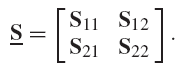 S = [ S11 S12
S21 S22 ].